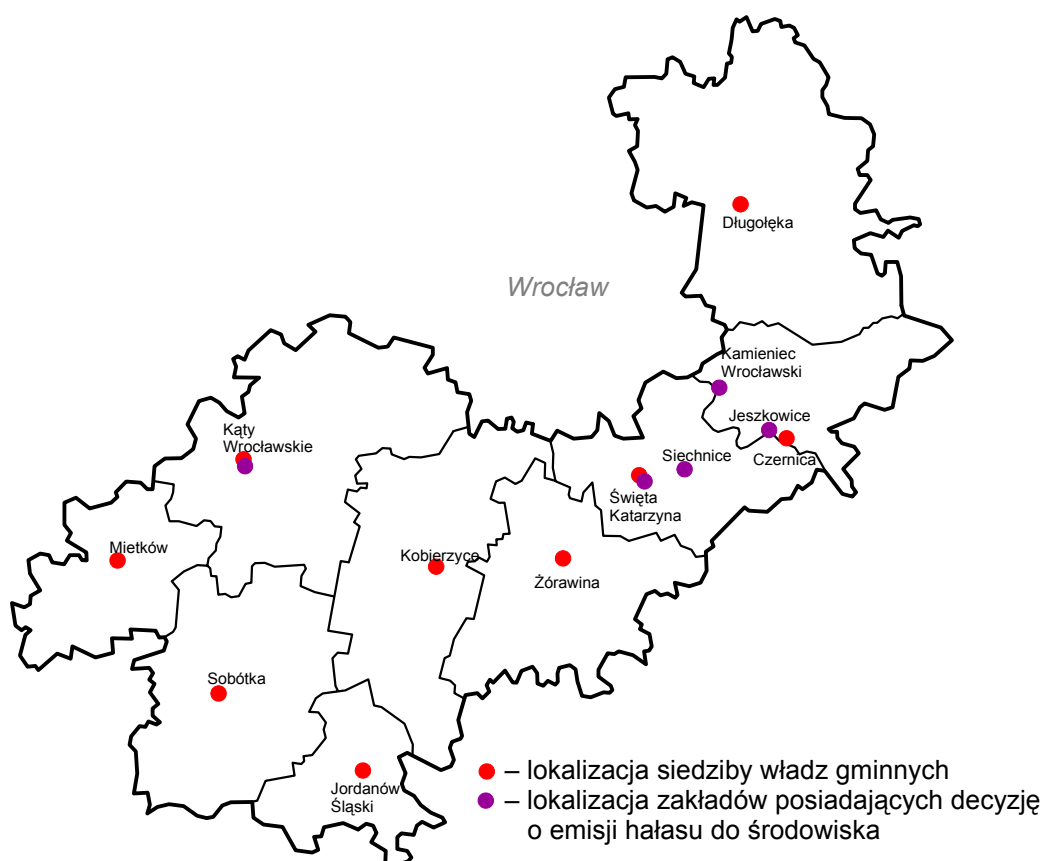 Długołęka
Wrocław
Kamieniec
Wrocławski
Jeszkowice
Czernica
Siechnice
Święta
Katarzyna
Kąty
Wrocławskie
Mietków
Kobierzyce
Żórawina
Sobótka
Jordanów
Śląski
– lokalizacja siedziby władz gminnych
– lokalizacja zakładów posiadających decyzję
o emisji hałasu do środowiska